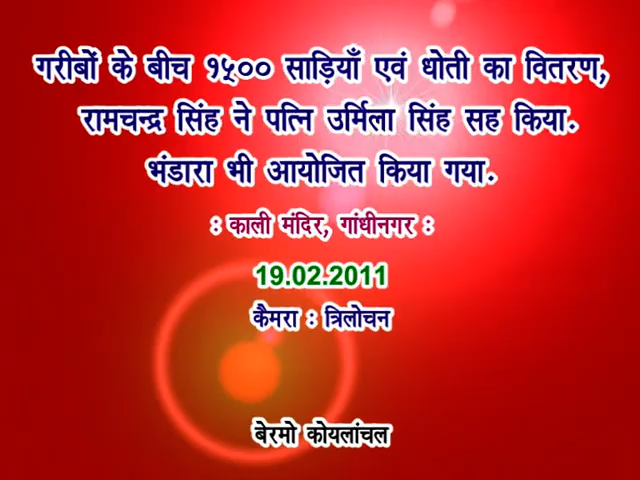 गरीबों के बीच १५०० साड़ियाँ एवं धोती का वितरण,
रामचन्द्र सिंह ने पत्नि उर्मिला सिंह सह किया.
भंडारा भी आयोजित किया गया.
: काली मंदिर, गांधीनगर :
19.02.2011
कैमरा : त्रिलोचन
बेरमो कोयलांचल